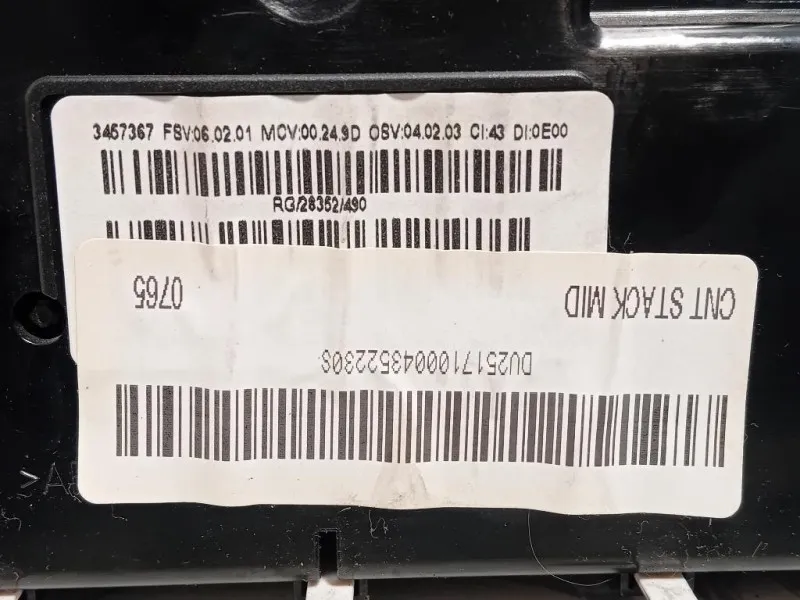 3457367 FSV:06.02.01 MCV:00.24.9D OSV:04.02.03 CI:43 DI:0E00
RG/28352/490
CNT STACK MID
0765
DV251710004352230S
>A